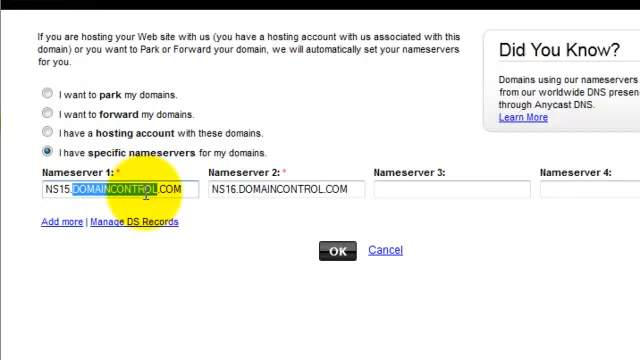 If you are hosting your Web site with us (you have a hosting account with us associated with this
domain) or you want to Park or Forward your domain, we will automatically set your nameservers
for you.
I want to park my domains.
I want to forward my domains.
I have a hosting account with these domains.
I have specific nameservers for my domains.
Nameserver 1:* Nameserver 2:* Nameserver 3: Nameserver 4:
NS15.DOMAINCONTROL.COM NS16.DOMAINCONTROL.COM
Add more | Manage DS Records
OK Cancel
Did You Know?
Domains using our nameservers
from our worldwide DNS presen
through Anycast DNS.
Learn More